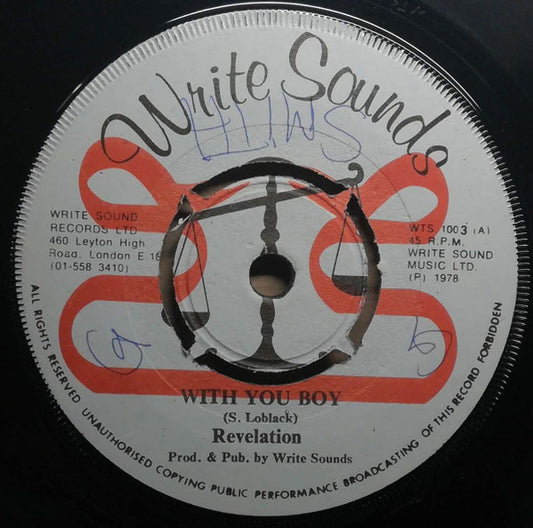 Write Sounds
WRITE SOUND
RECORDS LTD
460 Leyton High
Road. London E
(01-558 3410)
WTS 1003 (A)
45 R.P.M.
WRITE SOUND
MUSIC LTD.
(P) 1978
WITH YOU BOY
(S. Loblack)
Revelation
Prod. & Pub. by Write Sounds
ALL RIGHTS RESERVED UNAUTHORISED COPYING PUBLIC PERFORMANCE BROADCASTING OF THIS RECORD FORBIDDEN